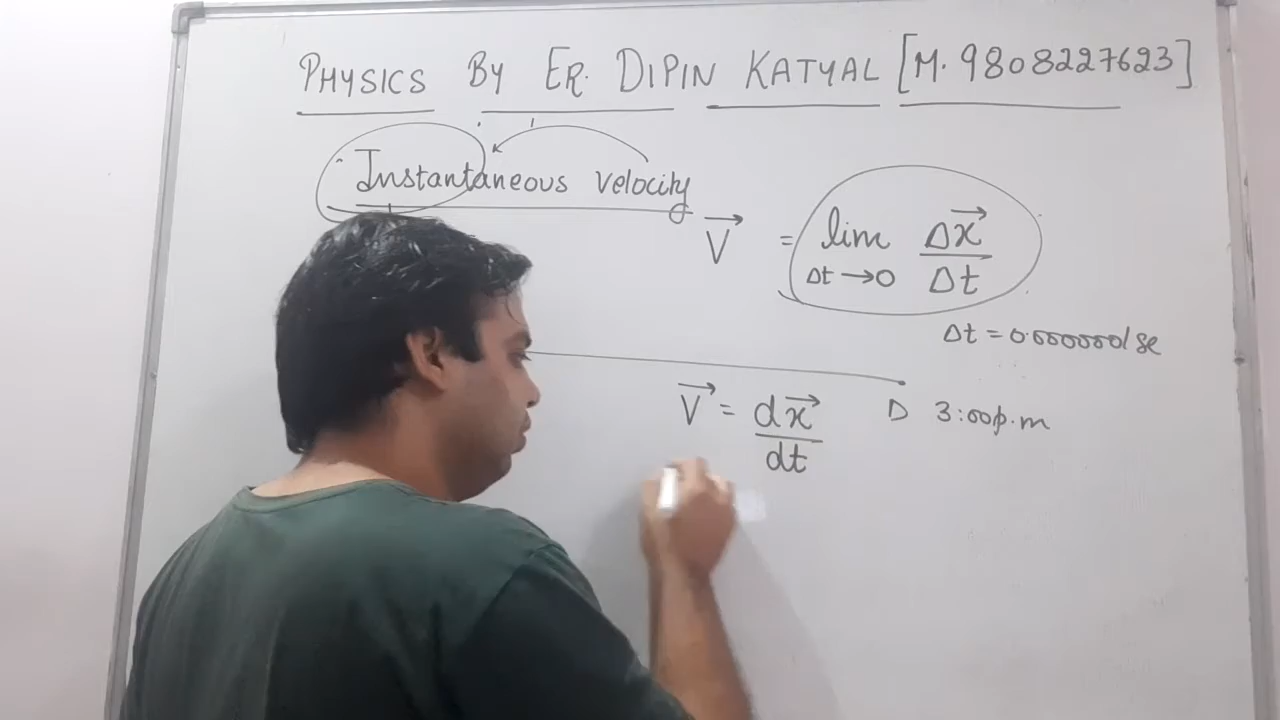 PHYSICS BY ER. DIPIN KATYAL [M. 9808227623]
Instantaneous velocity
V⃗ = lim Δt→0 Δx⃗/Δt
Δt = 0.0000001 se
V⃗ = dx⃗/dt
D 3:00p.m